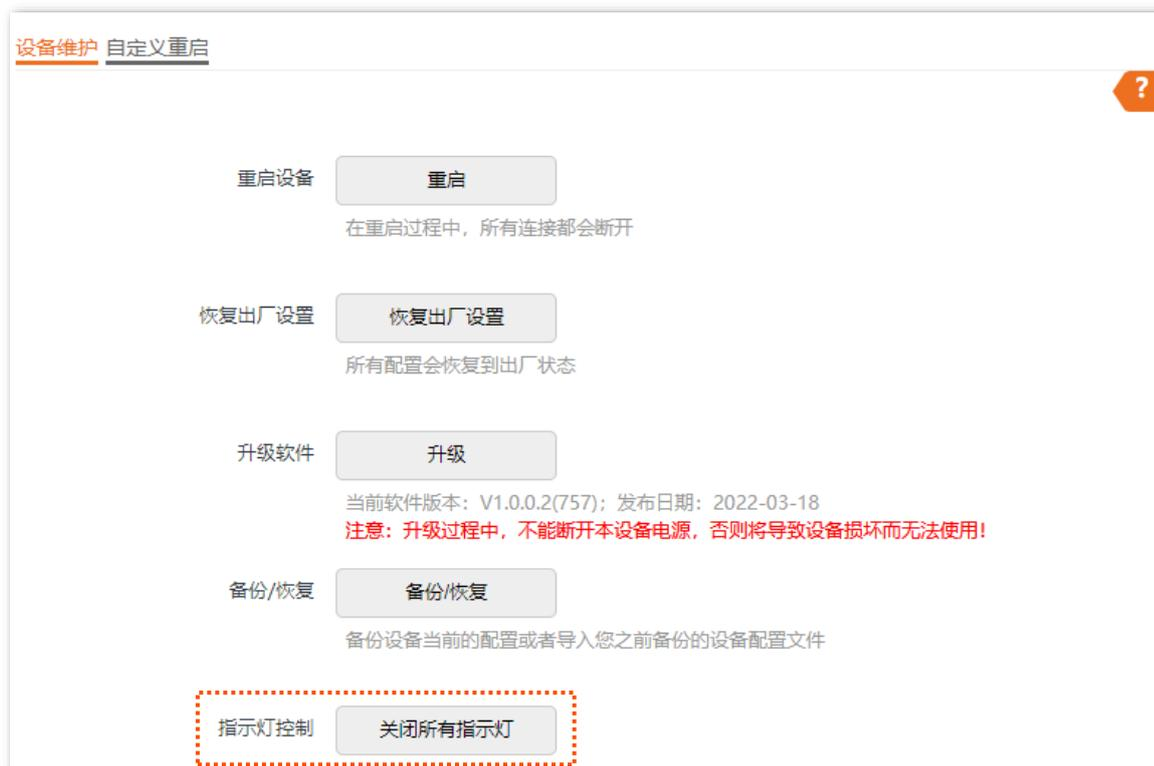 设备维护 自定义重启
?
重启设备 重启
在重启过程中，所有连接都会断开
恢复出厂设置 恢复出厂设置
所有配置会恢复到出厂状态
升级软件 升级
当前软件版本：V1.0.0.2(757)；发布日期：2022-03-18
注意：升级过程中，不能断开本设备电源，否则将导致设备损坏而无法使用！
备份/恢复 备份/恢复
备份设备当前的配置或者导入您之前备份的设备配置文件
指示灯控制 关闭所有指示灯